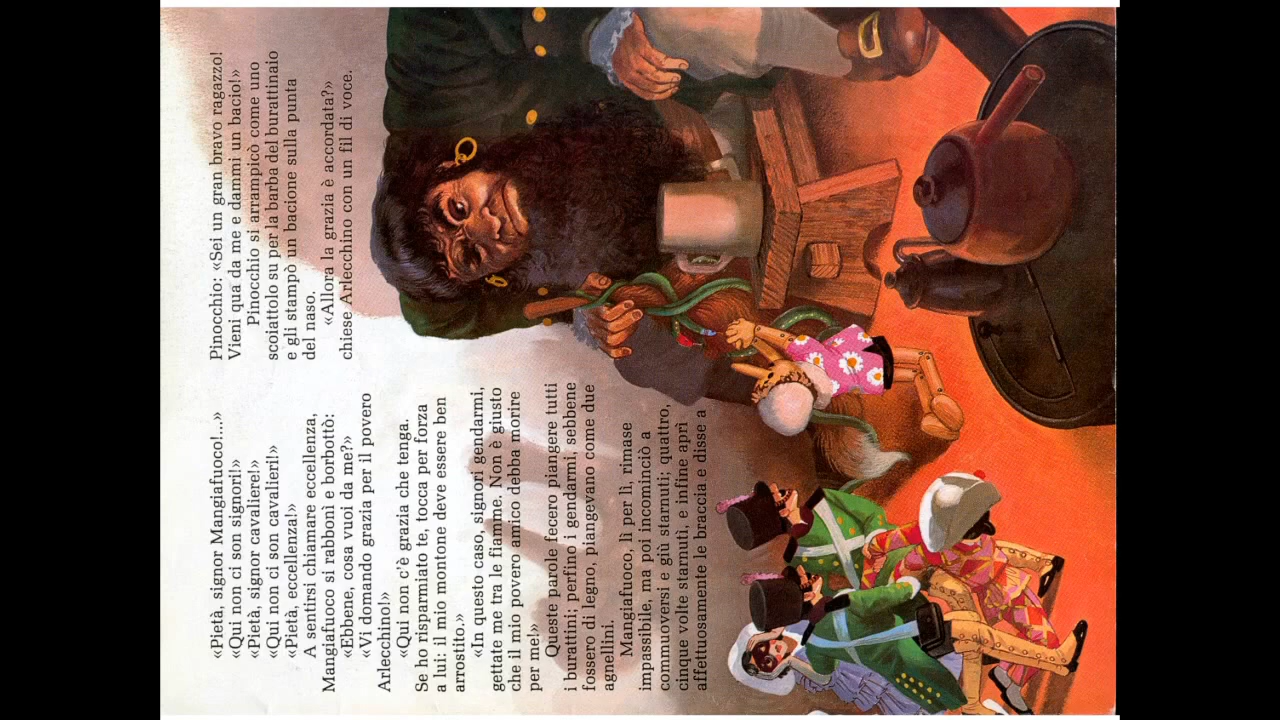 «Pietà, signor Mangiafuoco!...»
«Qui non ci son signori!»
«Pietà, signor cavaliere!»
«Qui non ci son cavalieri!»
«Pietà, eccellenza!»
A sentirsi chiamare eccellenza,
Mangiafuoco si rabbonì e borbottò:
«Ebbene, cosa vuoi da me?»
«Vi domando grazia per il povero
Arlecchino!»
«Qui non c'è grazia che tenga.
Se ho risparmiato te, tocca per forza
a lui: il mio montone deve essere ben
arrostito.»
«In questo caso, signori gendarmi,
gettate me tra le fiamme. Non è giusto
che il mio povero amico debba morire
per me!»
Queste parole fecero piangere tutti
i burattini; perfino i gendarmi, sebbene
fossero di legno, piangevano come due
agnellini.
Mangiafuoco, lì per lì, rimase
impassibile, ma poi incominciò a
commuoversi e giù starnuti; quattro,
cinque volte starnutì, e infine aprì
affettuosamente le braccia e disse a
Pinocchio: «Sei un gran bravo ragazzo!
Vieni qua da me e dammi un bacio!»
Pinocchio si arrampicò come uno
scoiattolo su per la barba del burattinaio
e gli stampò un bacione sulla punta
del naso.
«Allora la grazia è accordata?»
chiese Arlecchino con un fil di voce.